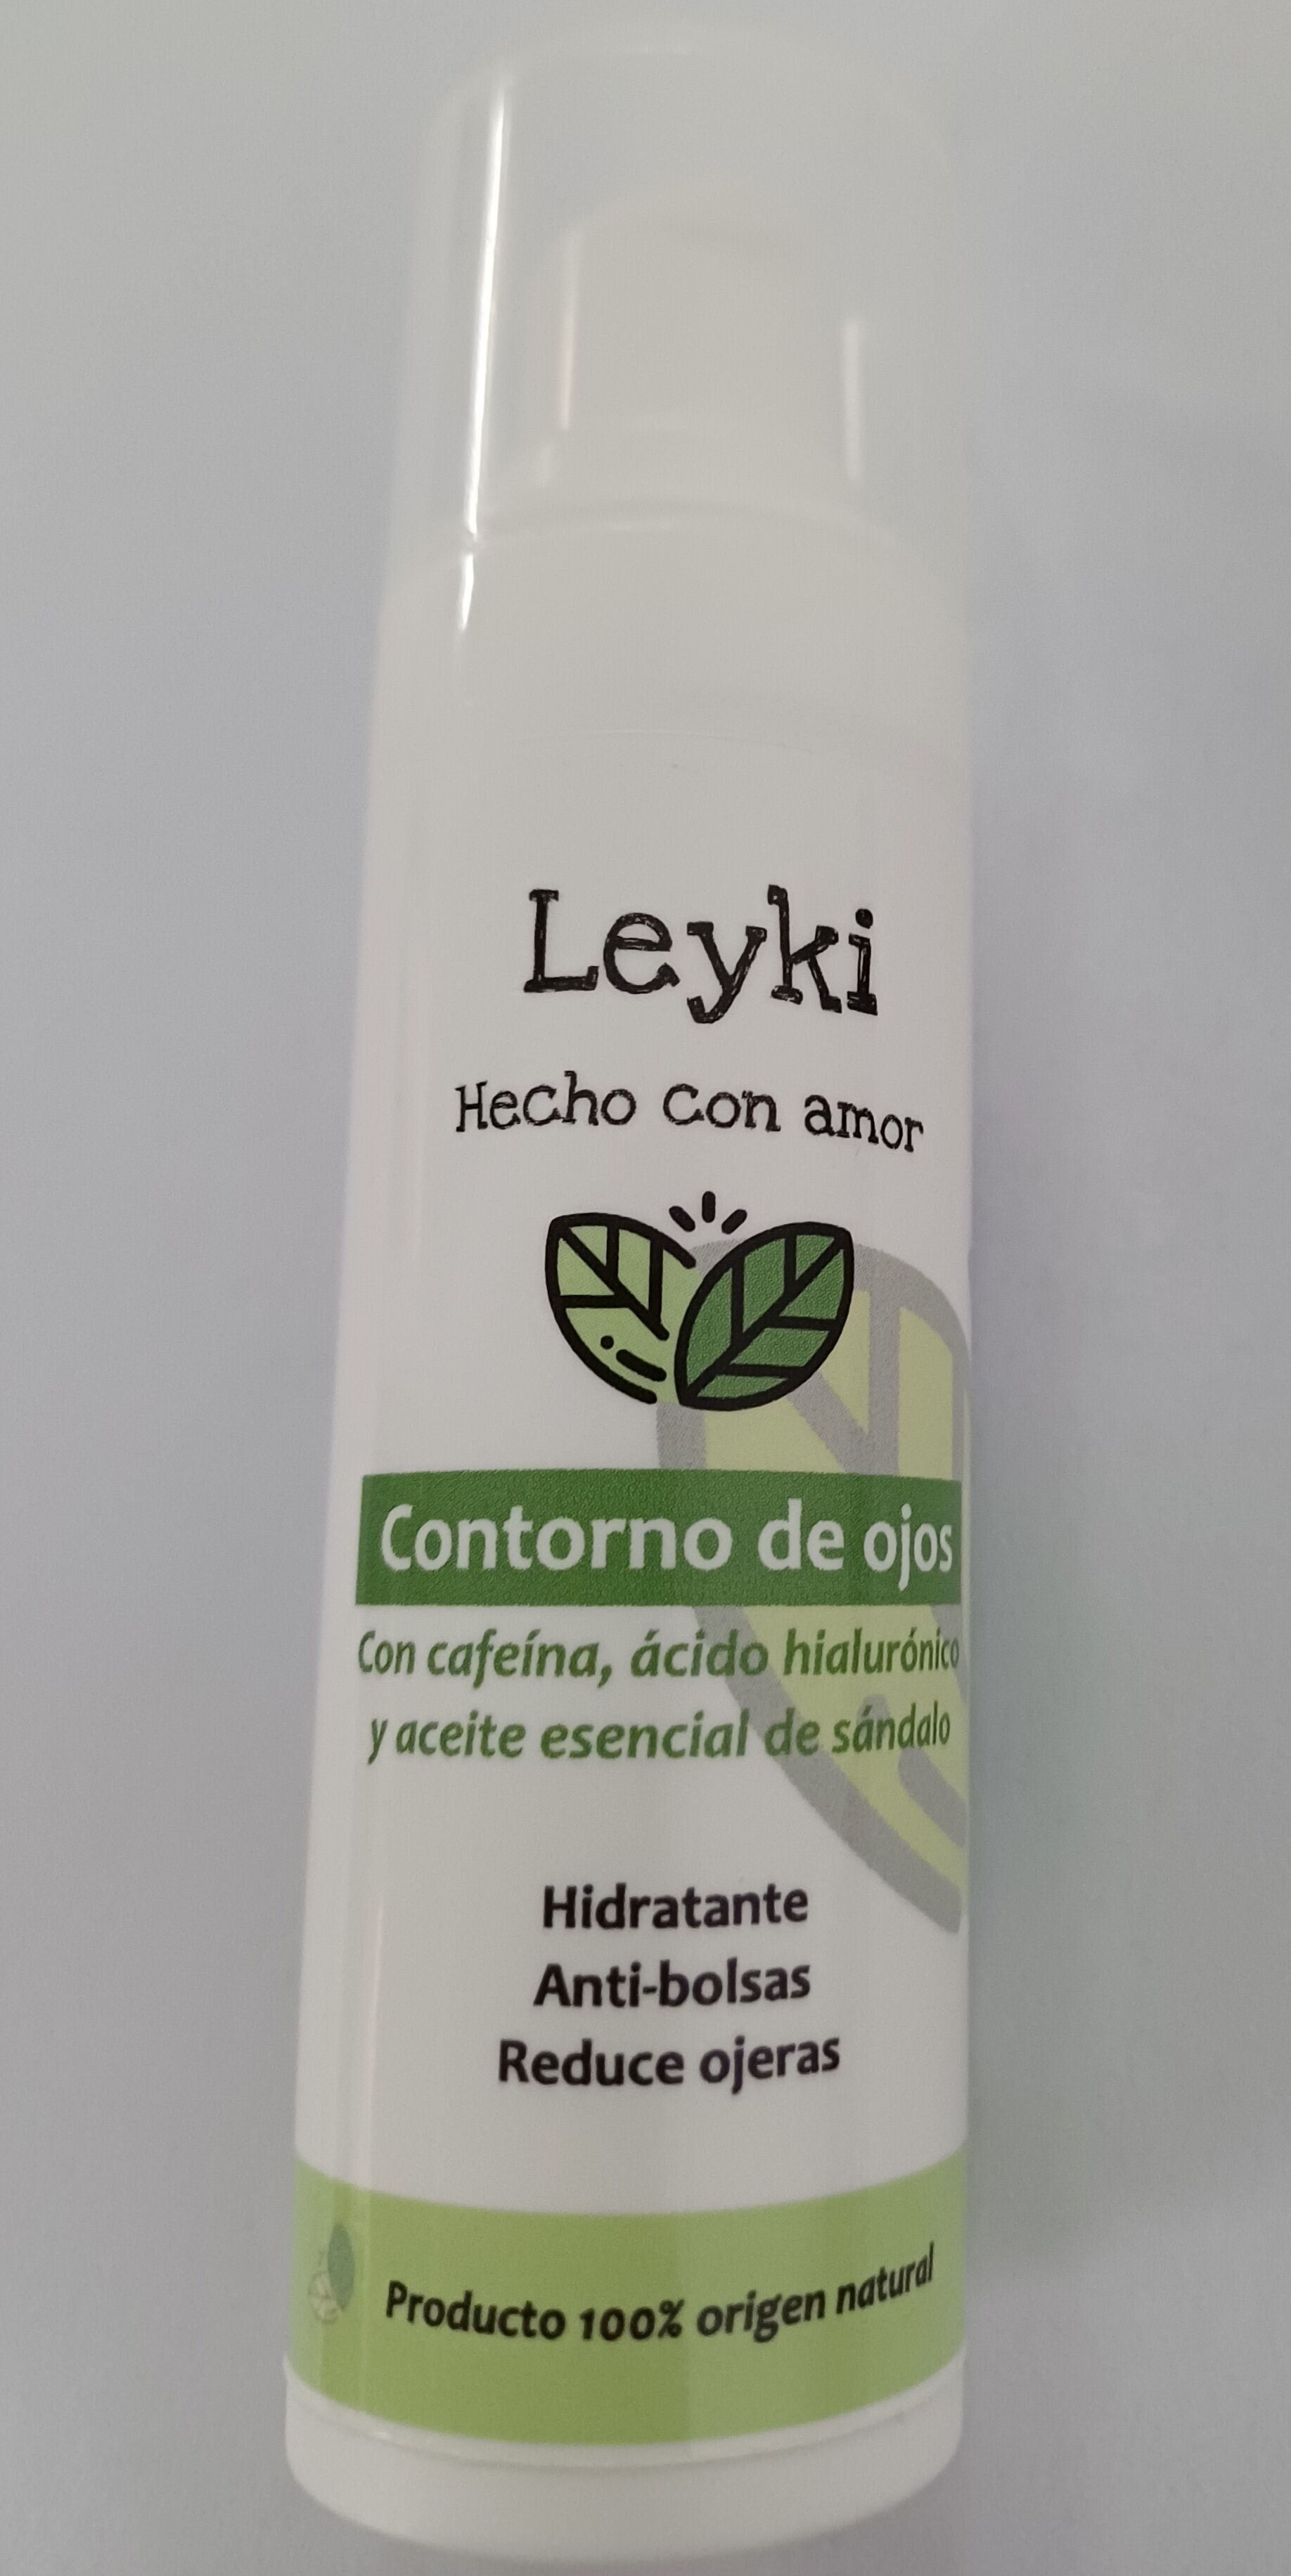 Leyki
Hecho con amor
Contorno de ojos
Con cafeína, ácido hialurónico
y aceite esencial de sándalo
Hidratante
Anti-bolsas
Reduce ojeras
Producto 100% origen natural